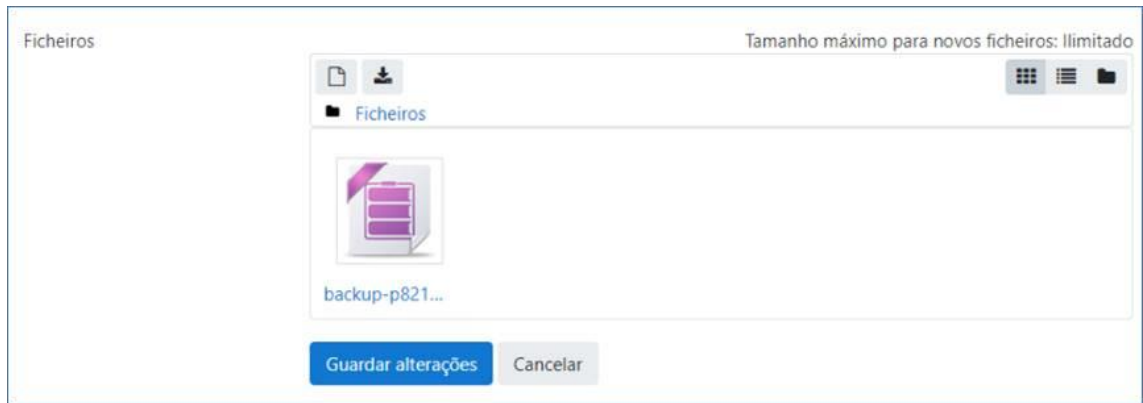 Ficheiros
Tamanho máximo para novos ficheiros: Ilimitado
Ficheiros
backup-p821...
Guardar alterações
Cancelar